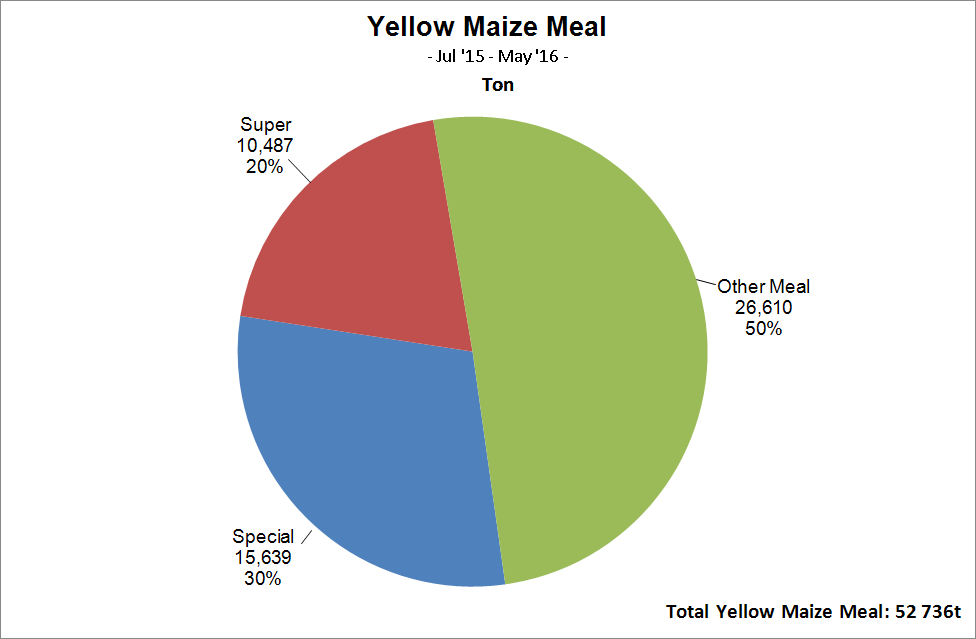 Yellow Maize Meal
- Jul '15 - May '16 -
Ton
Super
10,487
20%
Other Meal
26,610
50%
Special
15,639
30%
Total Yellow Maize Meal: 52 736t